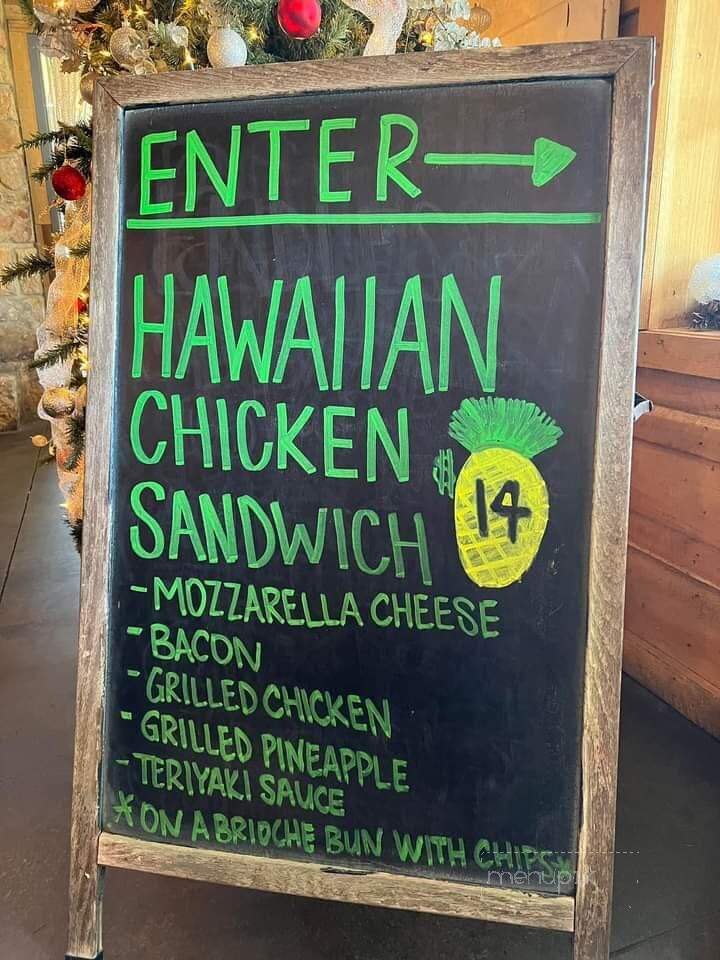 ENTER →
HAWAIIAN
CHICKEN
SANDWICH
$14
-MOZZARELLA CHEESE
-BACON
-GRILLED CHICKEN
-GRILLED PINEAPPLE
-TERIYAKI SAUCE
*ON A BRIOCHE BUN WITH CHIPS*
menupix